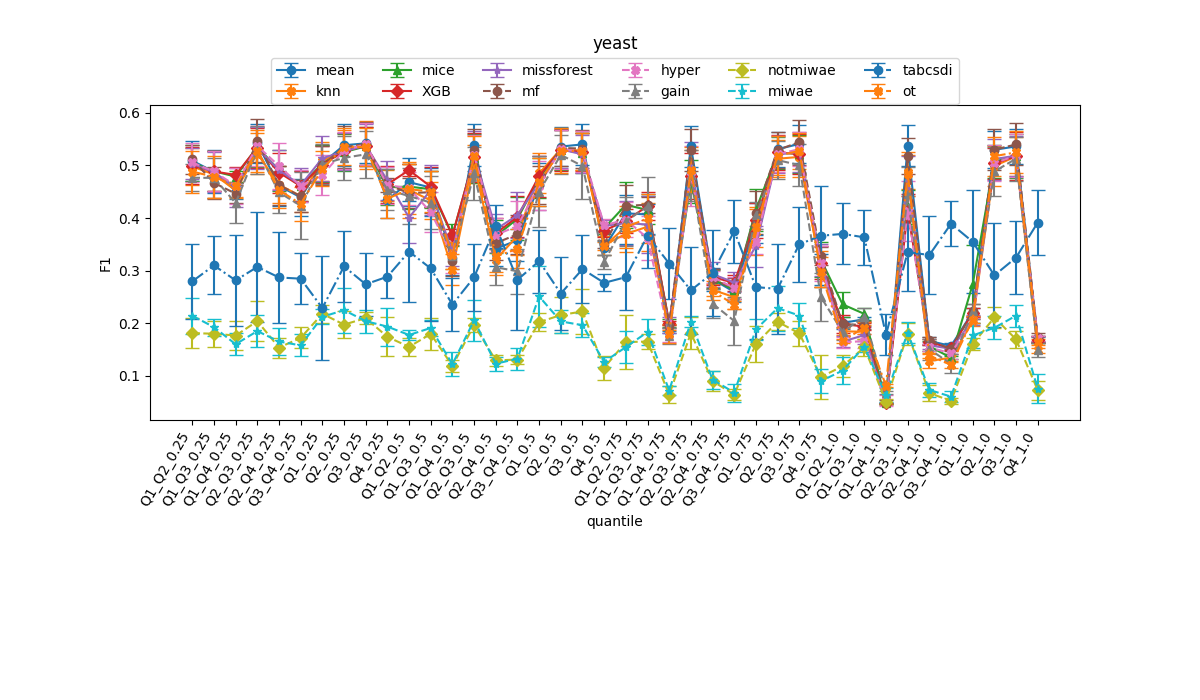 yeast
mean mice missforest hyper notmiwae tabcsdi
knn XGB mf gain miwae ot
F1
0.6
0.5
0.4
0.3
0.2
0.1
Q1_Q2_0.25
Q1_Q3_0.25
Q1_Q4_0.25
Q2_Q3_0.25
Q2_Q4_0.25
Q3_Q4_0.25
Q1_0.25
Q2_0.25
Q3_0.25
Q4_0.25
Q1_Q2_0.5
Q1_Q3_0.5
Q1_Q4_0.5
Q2_Q3_0.5
Q2_Q4_0.5
Q3_Q4_0.5
Q1_0.5
Q2_0.5
Q3_0.5
Q4_0.5
Q1_Q2_0.75
Q1_Q3_0.75
Q1_Q4_0.75
Q2_Q3_0.75
Q2_Q4_0.75
Q3_Q4_0.75
Q1_0.75
Q2_0.75
Q3_0.75
Q4_0.75
Q1_Q2_1.0
Q1_Q3_1.0
Q1_Q4_1.0
Q2_Q3_1.0
Q2_Q4_1.0
Q3_Q4_1.0
Q1_1.0
Q2_1.0
Q3_1.0
Q4_1.0
quantile